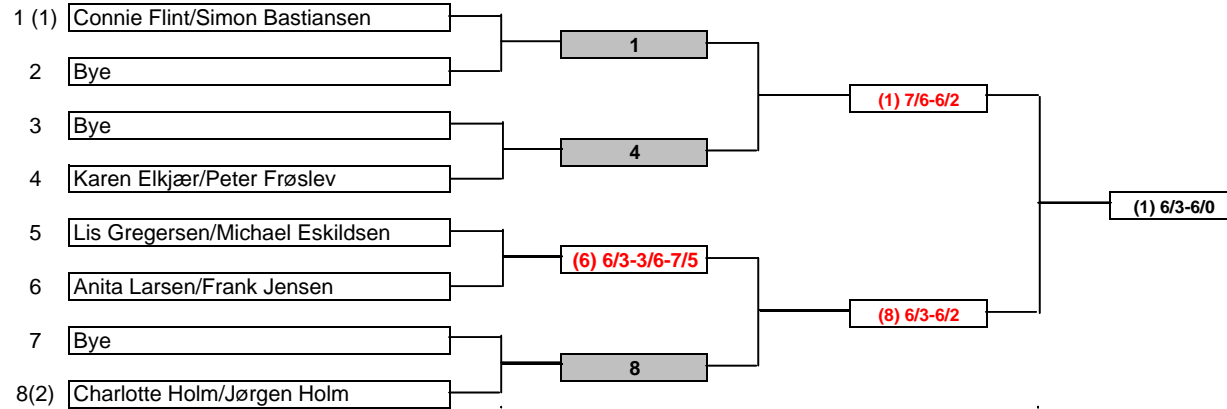 1 (1) Connie Flint/Simon Bastiansen
1
2 Bye
(1) 7/6-6/2
3 Bye
4
4 Karen Elkjær/Peter Frøslev
(1) 6/3-6/0
5 Lis Gregersen/Michael Eskildsen
(6) 6/3-3/6-7/5
6 Anita Larsen/Frank Jensen
(8) 6/3-6/2
7 Bye
8
8(2) Charlotte Holm/Jørgen Holm